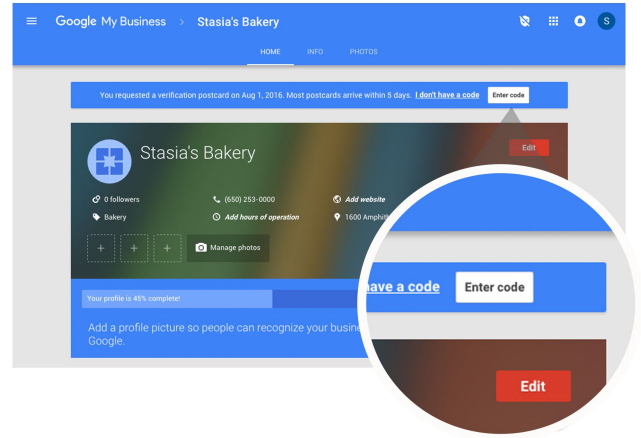 Google My Business > Stasia's Bakery S
HOME INFO PHOTOS
You requested a verification postcard on Aug 1, 2016. Most postcards arrive within 5 days. I don't have a code Enter code
Stasia's Bakery
Edit
0 followers (650) 253-0000 Add website
Bakery Add hours of operation 1600 Amphith
+ + + Manage photos
Your profile is 45% complete!
Add a profile picture so people can recognize your busine
Google.
ave a code Enter code
Edit